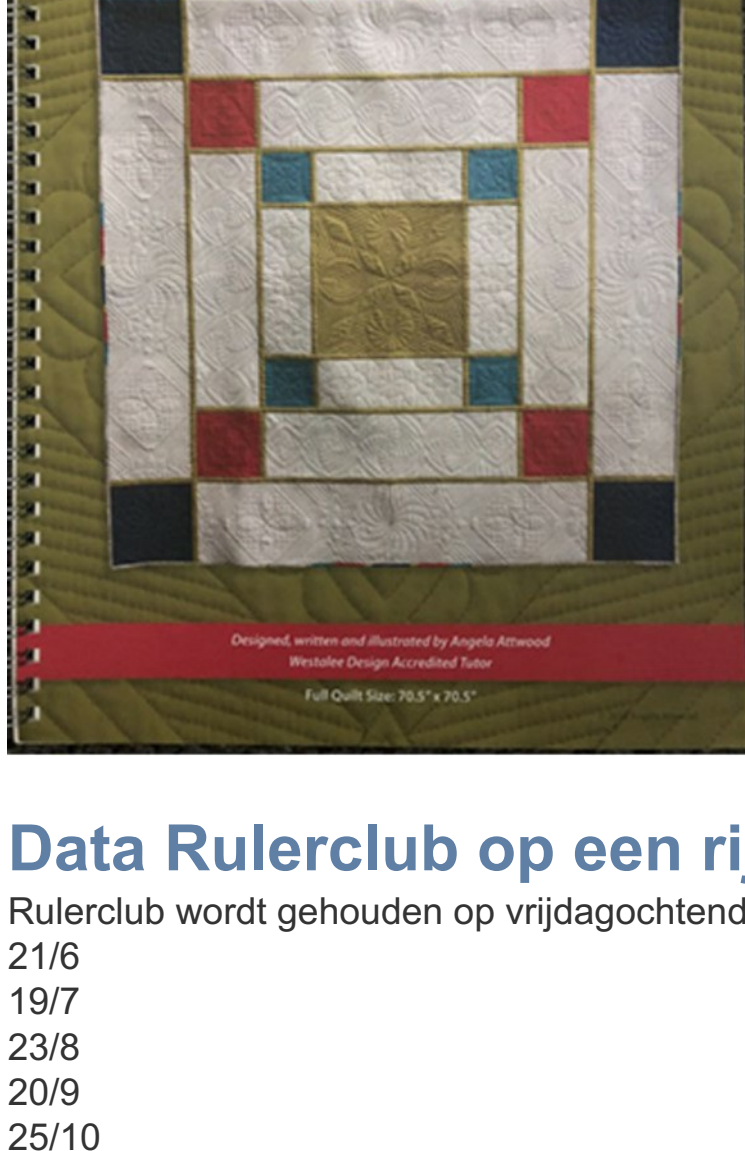 Designed, written and illustrated by Angela Attwood
Westalee Design Accredited Tutor
Full Quilt Size: 70.5" x 70.5"
Data Rulerclub op een rij
Rulerclub wordt gehouden op vrijdagochtend
21/6
19/7
23/8
20/9
25/10